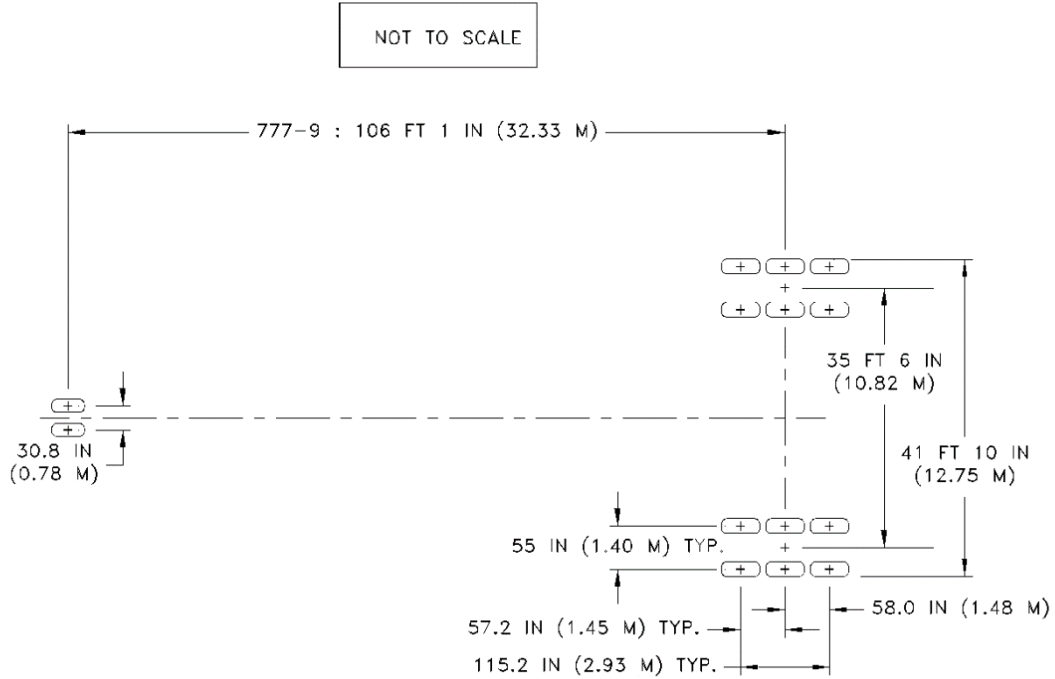 NOT TO SCALE
777-9 : 106 FT 1 IN (32.33 M)
35 FT 6 IN
(10.82 M)
30.8 IN
(0.78 M)
41 FT 10 IN
(12.75 M)
55 IN (1.40 M) TYP.
58.0 IN (1.48 M)
57.2 IN (1.45 M) TYP.
115.2 IN (2.93 M) TYP.